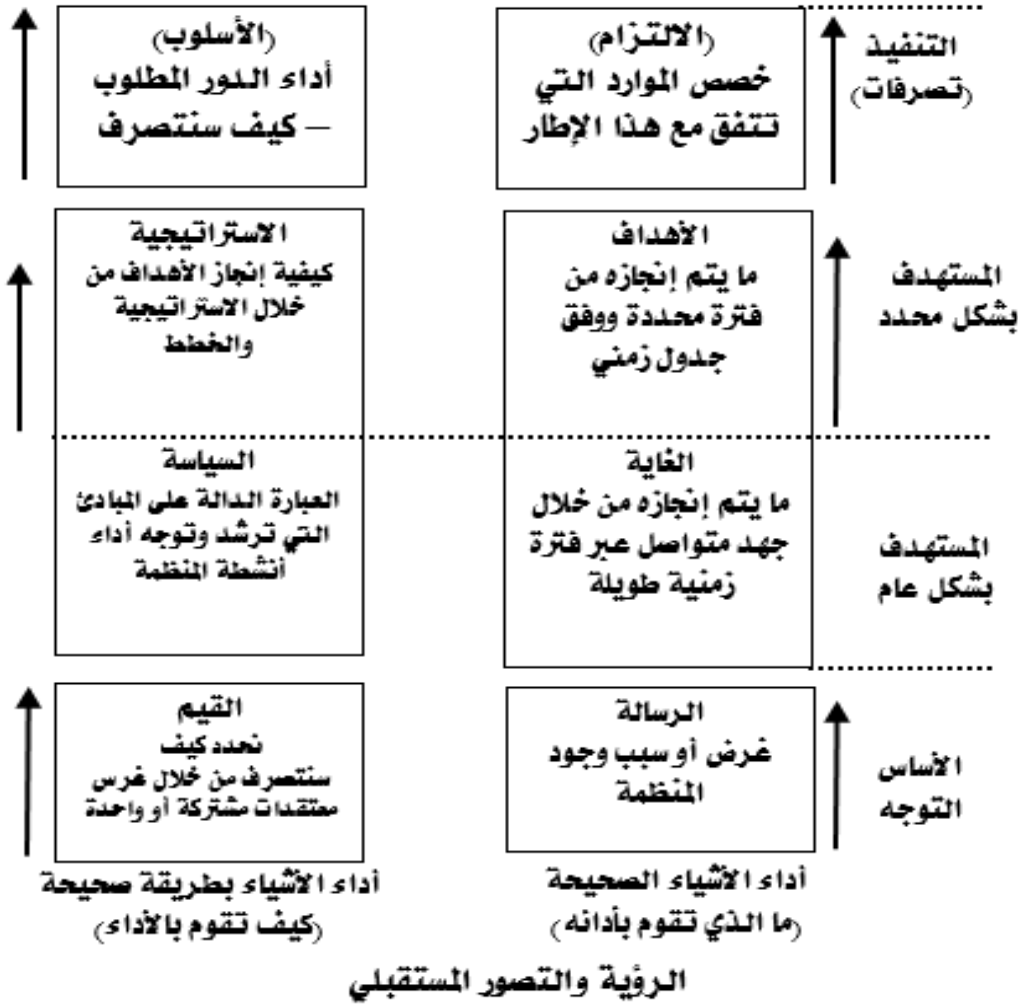 التنفيذ
(تصرفات)
(الالتزام)
خصص الموارد التي
تتفق مع هذا الإطار
(الأسلوب)
أداء الدور المطلوب
– كيف سنتصرف
المستهدف
بشكل محدد
الأهداف
ما يتم إنجازه من
فترة محددة ووفق
جدول زمني
الاستراتيجية
كيفية إنجاز الأهداف من
خلال الاستراتيجية
والخطط
المستهدف
بشكل عام
الغاية
ما يتم إنجازه من خلال
جهد متواصل عبر فترة
زمنية طويلة
السياسة
العبارة الدالة على المبادئ
التي ترشد وتوجه أداء
أنشطة المنظمة
الأساس
التوجه
الرسالة
غرض أو سبب وجود
المنظمة
القيم
نحدد كيف
سنتصرف من خلال غرس
معتقدات مشتركة أو واحدة
أداء الأشياء الصحيحة
(ما الذي تقوم بأدائه)
أداء الأشياء بطريقة صحيحة
(كيف تقوم بالأداء)
الرؤية والتصور المستقبلي